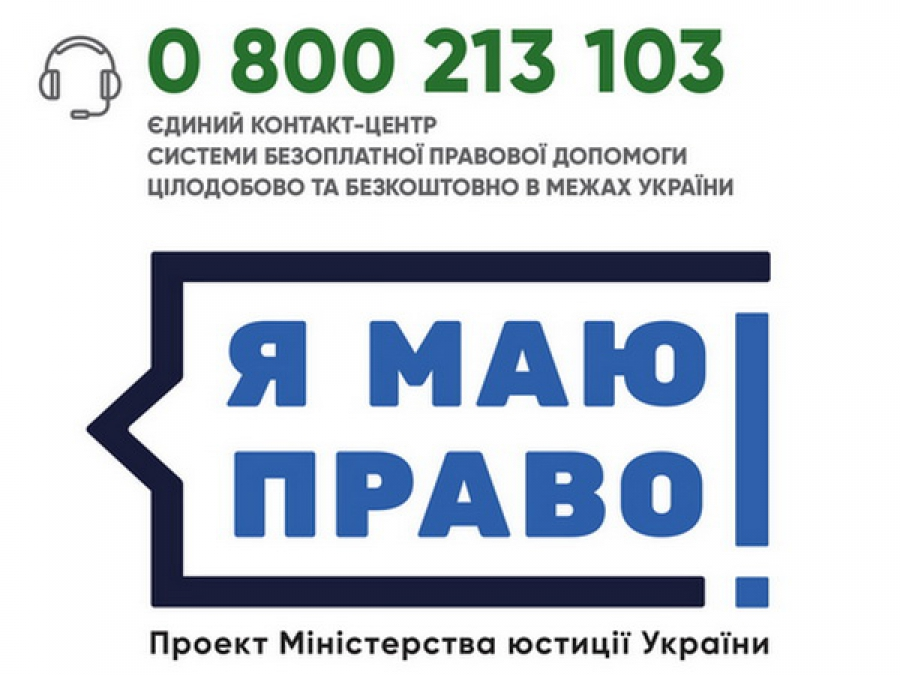 0 800 213 103
ЄДИНИЙ КОНТАКТ-ЦЕНТР
СИСТЕМИ БЕЗОПЛАТНОЇ ПРАВОВОЇ ДОПОМОГИ
ЦІЛОДОБОВО ТА БЕЗКОШТОВНО В МЕЖАХ УКРАЇНИ
Я МАЮ
ПРАВО!
Проект Міністерства юстиції України